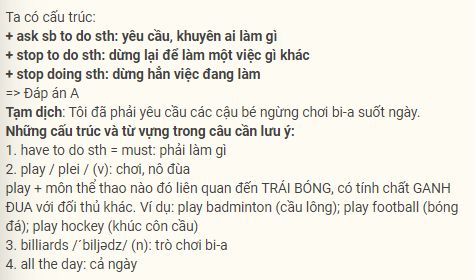 Ta có cấu trúc:
+ ask sb to do sth: yêu cầu, khuyên ai làm gì
+ stop to do sth: dừng lại để làm một việc gì khác
+ stop doing sth: dừng hẳn việc đang làm
=> Đáp án A
Tạm dịch: Tôi đã phải yêu cầu các cậu bé ngừng chơi bi-a suốt ngày.
Những cấu trúc và từ vựng trong câu cần lưu ý:
1. have to do sth = must: phải làm gì
2. play / plei / (v): chơi, nô đùa
play + môn thể thao nào đó liên quan đến TRÁI BÓNG, có tính chất GANH
ĐUA với đối thủ khác. Ví dụ: play badminton (cầu lông); play football (bóng
đá); play hockey (khúc côn cầu)
3. billiards /ˊbiljədz/ (n): trò chơi bi-a
4. all the day: cả ngày